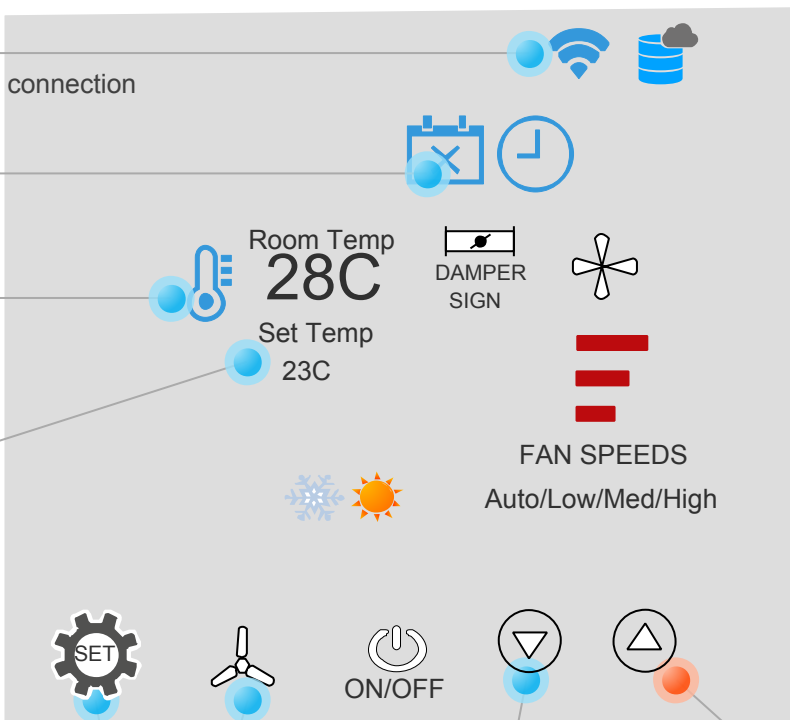 connection
Room Temp
28C
DAMPER
SIGN
Set Temp
23C
FAN SPEEDS
Auto/Low/Med/High
SET
ON/OFF